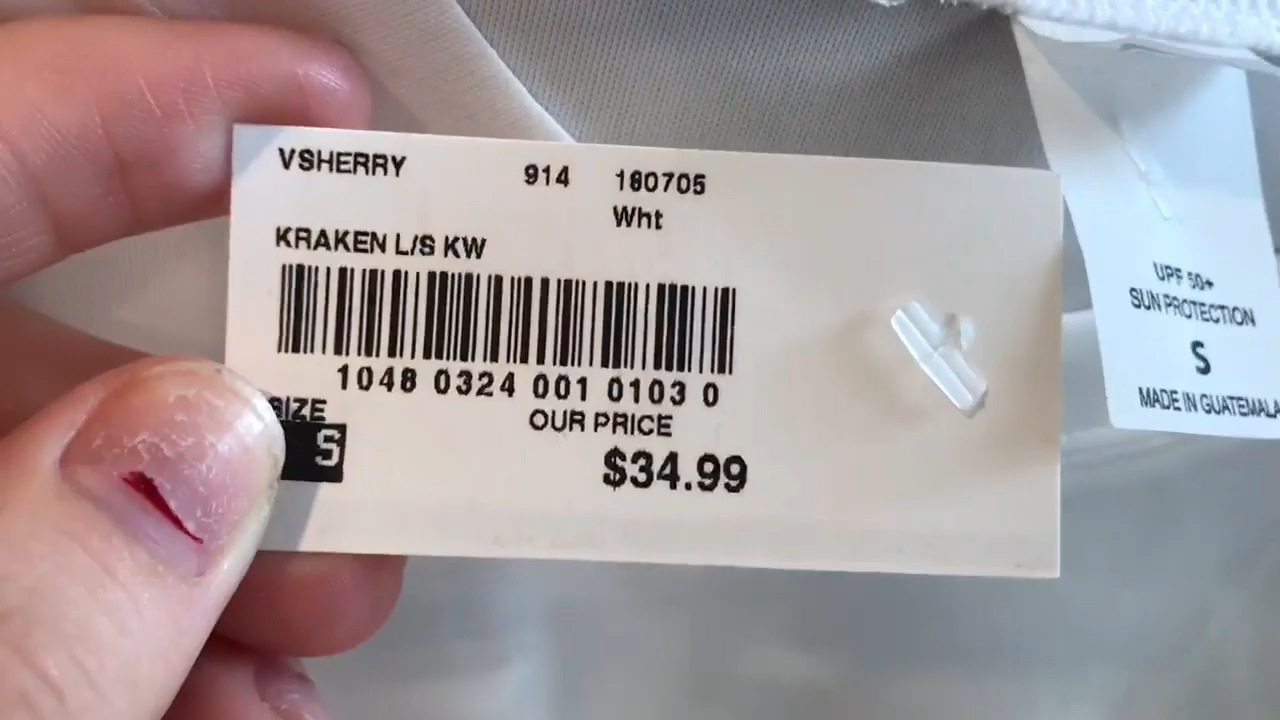 VSHERRY 914 180705
Wht
KRAKEN L/S KW
1048 0324 001 0103 0
SIZE OUR PRICE
S $34.99
UPF 50+
SUN PROTECTION
S
MADE IN GUATEMALA